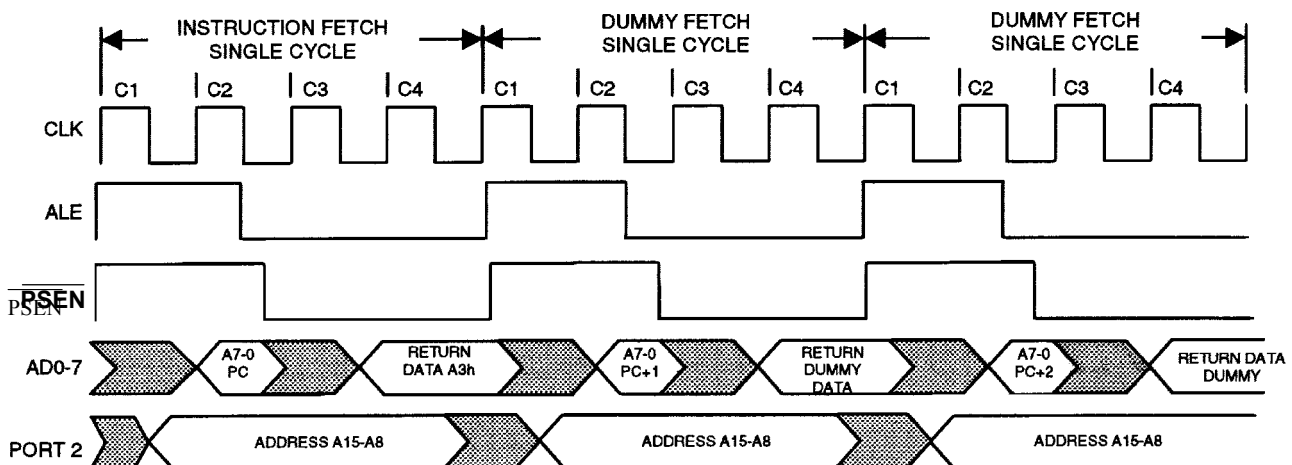 INSTRUCTION FETCH
SINGLE CYCLE
DUMMY FETCH
SINGLE CYCLE
DUMMY FETCH
SINGLE CYCLE
C1 C2 C3 C4 C1 C2 C3 C4 C1 C2 C3 C4
CLK
ALE
PSEN
PSEN
AD0-7
A7-0
PC
RETURN
DATA A3h
A7-0
PC+1
RETURN
DUMMY
DATA
A7-0
PC+2
RETURN DATA
DUMMY
PORT 2
ADDRESS A15-A8
ADDRESS A15-A8
ADDRESS A15-A8